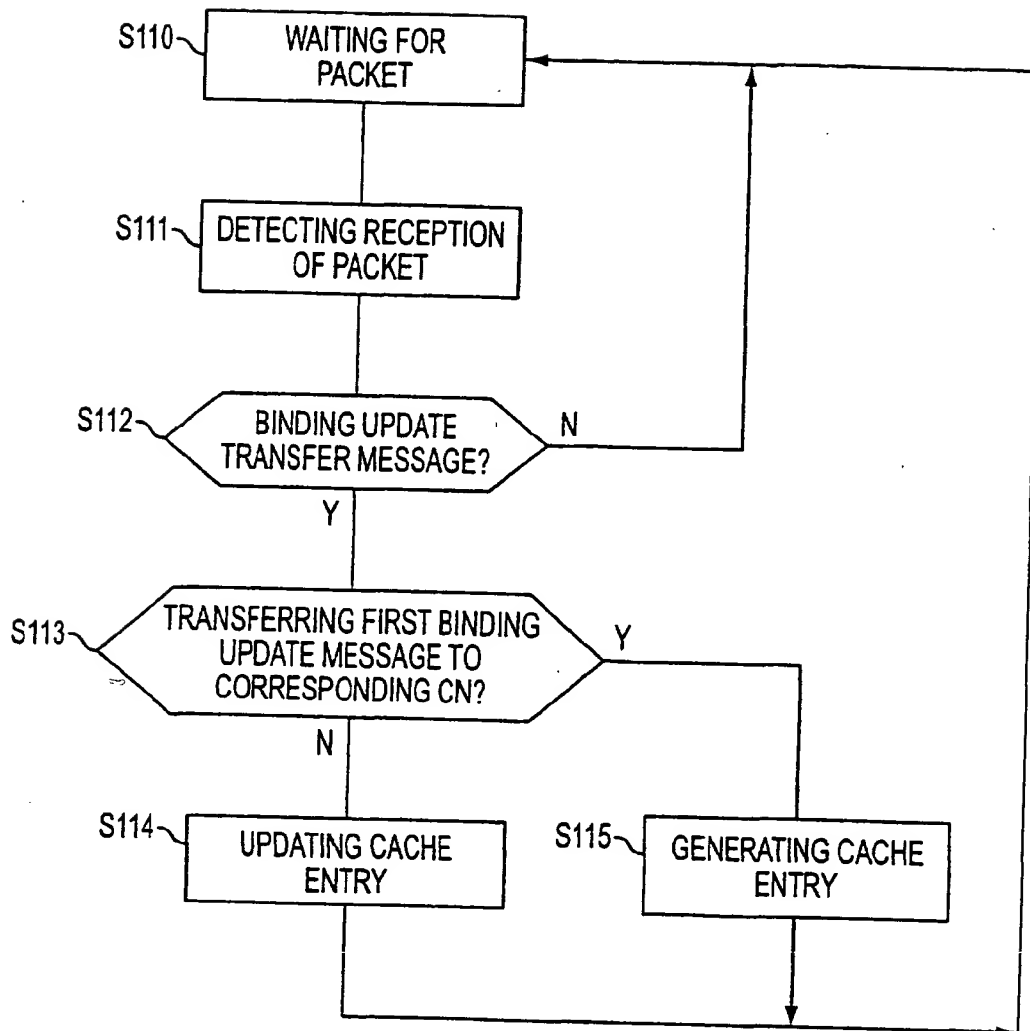 S110
WAITING FOR
PACKET
S111
DETECTING RECEPTION
OF PACKET
S112
BINDING UPDATE
TRANSFER MESSAGE?
N
Y
S113
TRANSFERRING FIRST BINDING
UPDATE MESSAGE TO
CORRESPONDING CN?
Y
N
S114
UPDATING CACHE
ENTRY
S115
GENERATING CACHE
ENTRY